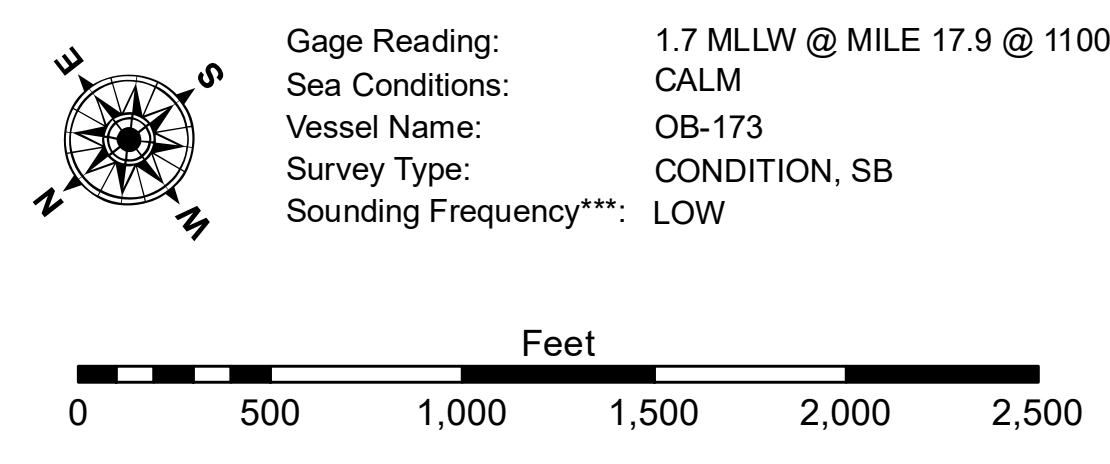 E
S
N
W
Gage Reading: 1.7 MLLW @ MILE 17.9 @ 1100
Sea Conditions: CALM
Vessel Name: OB-173
Survey Type: CONDITION, SB
Sounding Frequency***: LOW
Feet
0 500 1,000 1,500 2,000 2,500